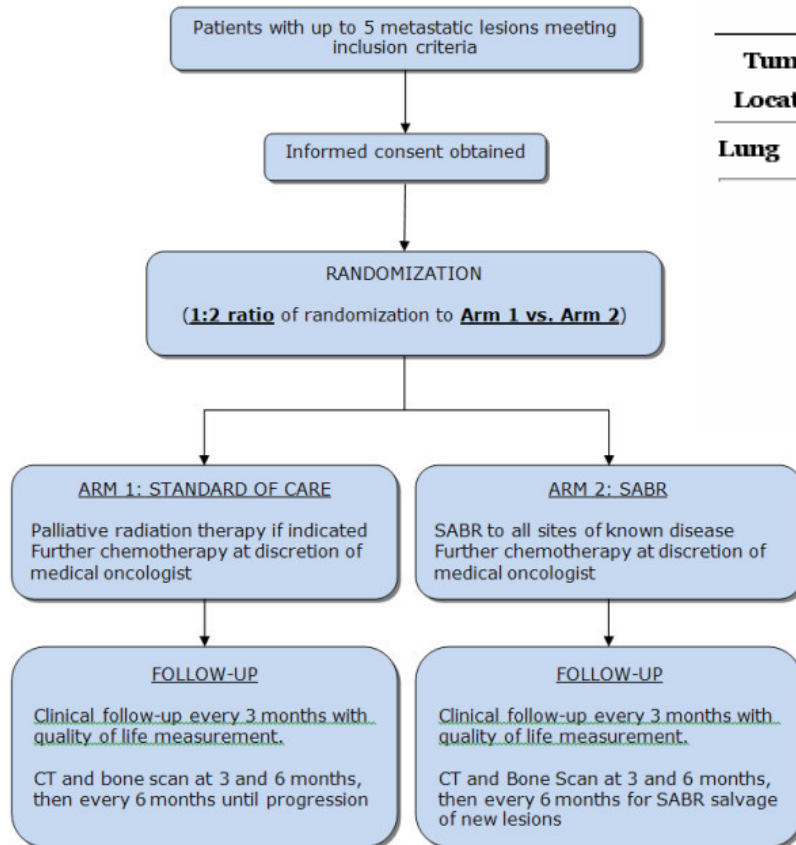 Patients with up to 5 metastatic lesions meeting
inclusion criteria
Informed consent obtained
RANDOMIZATION
(1:2 ratio of randomization to Arm 1 vs. Arm 2)
ARM 1: STANDARD OF CARE
Palliative radiation therapy if indicated
Further chemotherapy at discretion of
medical oncologist
ARM 2: SABR
SABR to all sites of known disease
Further chemotherapy at discretion of
medical oncologist
FOLLOW-UP
Clinical follow-up every 3 months with
quality of life measurement.
CT and bone scan at 3 and 6 months,
then every 6 months until progression
FOLLOW-UP
Clinical follow-up every 3 months with
quality of life measurement.
CT and Bone Scan at 3 and 6 months,
then every 6 months for SABR salvage
of new lesions
Tum
Locat
Lung